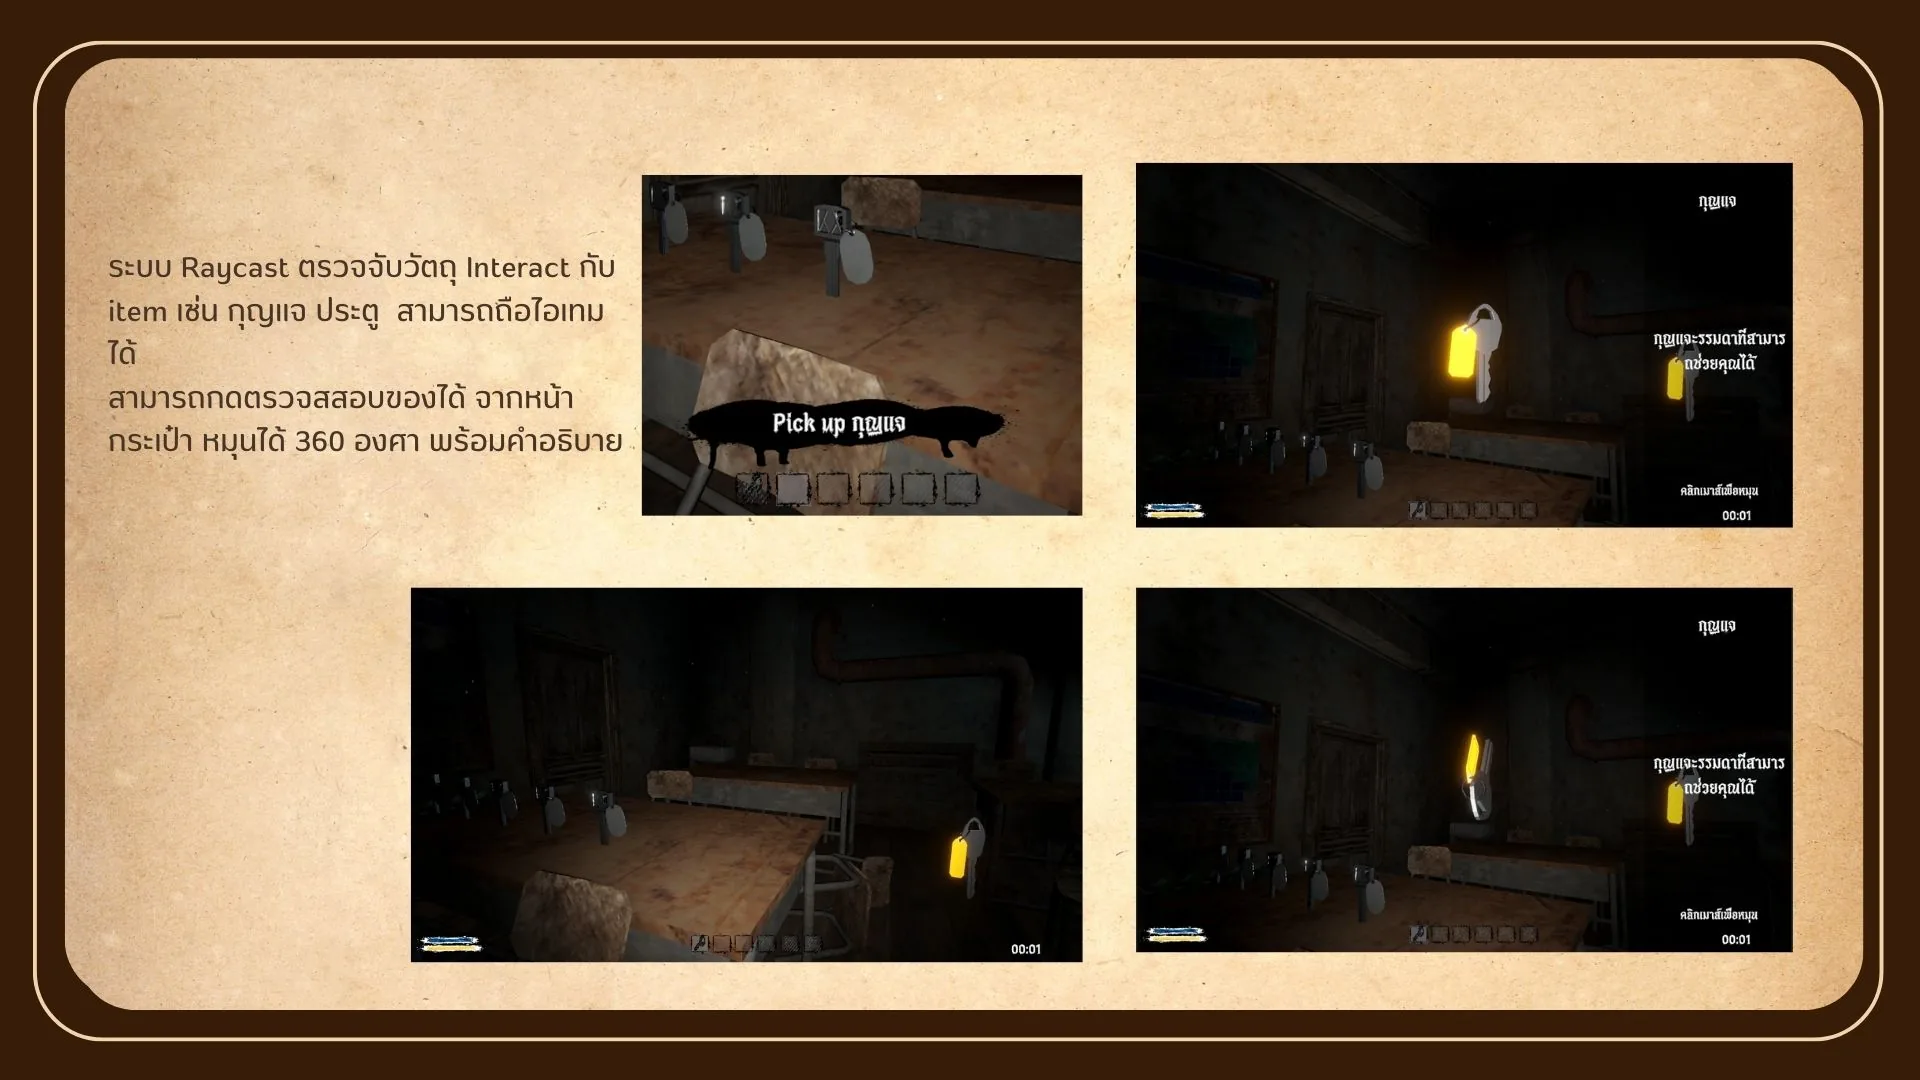 ระบบ Raycast ตรวจจับวัตถุ Interact กับ
item เช่น กุญแจ ประตู  สามารถถือไอเทม
ได้
สามารถกดตรวจสสอบของได้ จากหน้า
กระเป๋า หมุนได้ 360 องศา พร้อมคำอธิบาย
Pick up กุญแจ
กุญแจ
กุญแจะรรมดาที่สามาร
ถช่วยคุณได้
คลิกเมาส์เพื่อหมุน
00:01
00:01
กุญแจ
กุญแจะรรมดาที่สามาร
ถช่วยคุณได้
คลิกเมาส์เพื่อหมุน
00:01